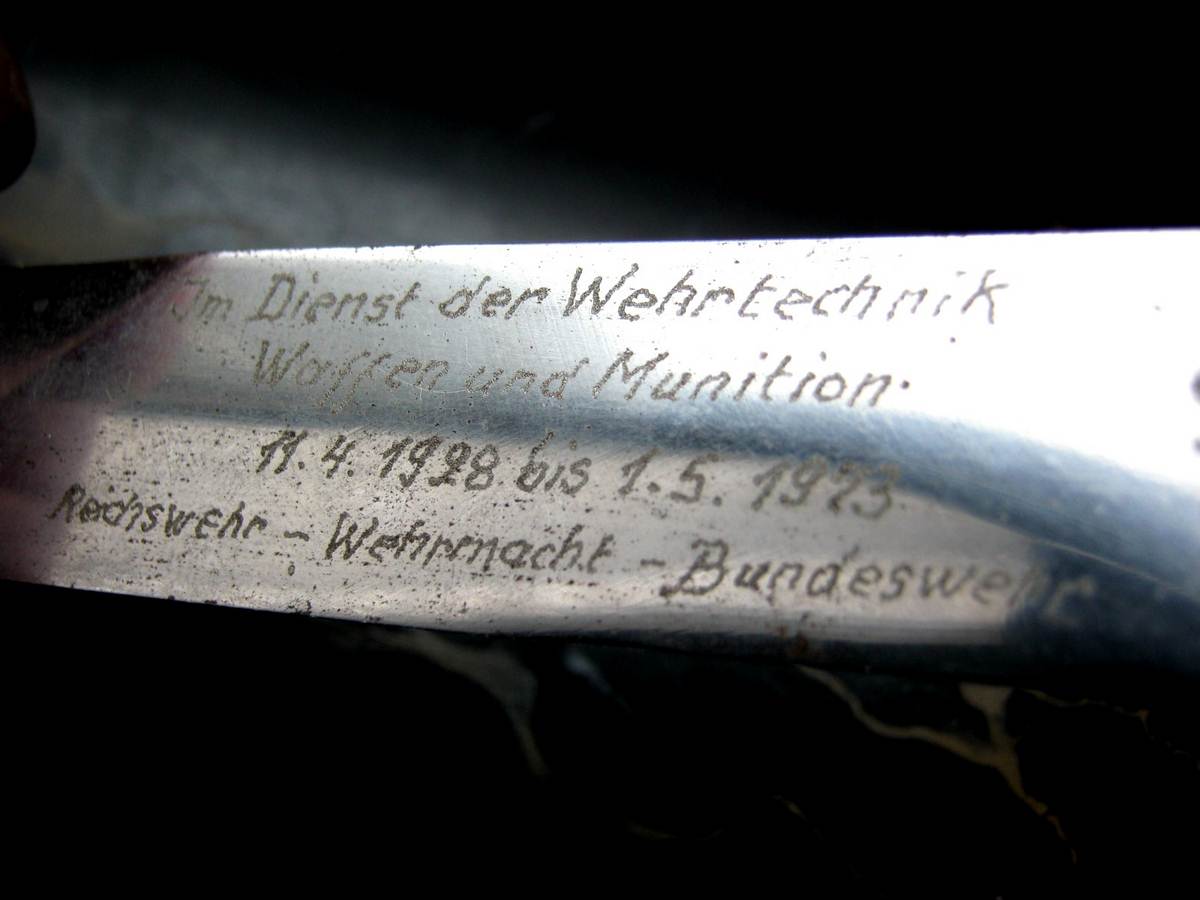 Im Dienst der Wehrtechnik
Waffen und Munition.
11. 4. 1928 bis 1. 5. 1973
Reichswehr - Wehrmacht - Bundeswehr